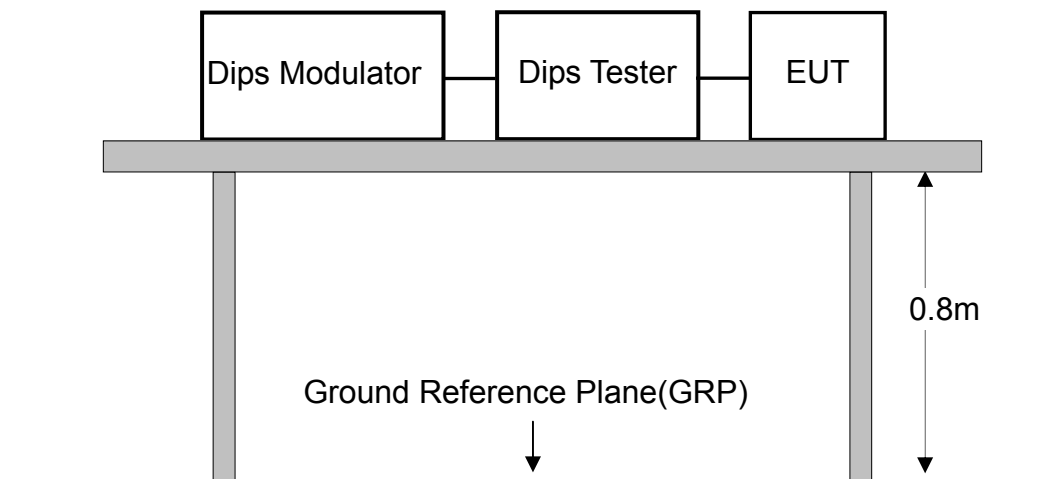 Dips Modulator
Dips Tester
EUT
0.8m
Ground Reference Plane(GRP)